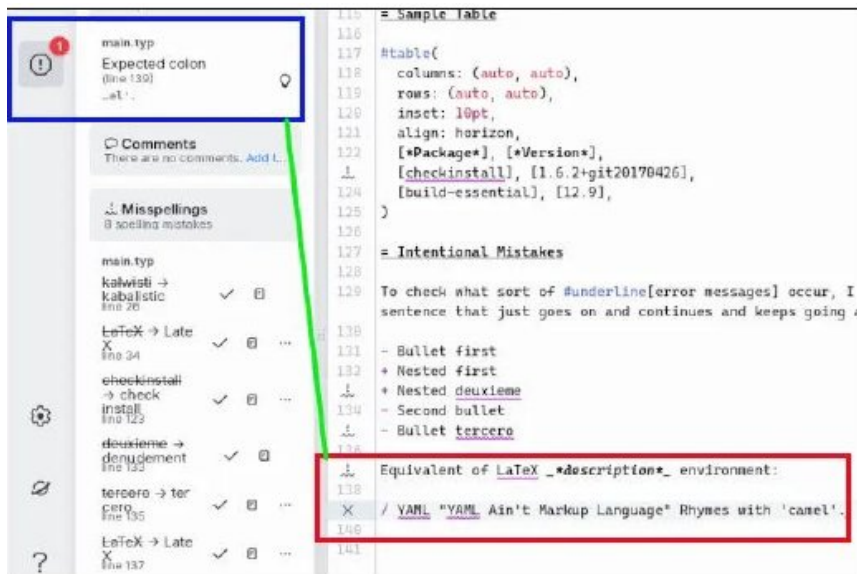 1
main.typ
Expected colon
(line 139)
…el'.
Comments
There are no comments. Add
Misspellings
8 spelling mistakes
main.typ
kalwisti →
kabalistic
line 26
LaTeX → Late
X
line 34
checkinstall
→ check
install
line 123
deuxieme →
denudement
line 133
tercero → ter
cero
line 135
LaTeX → Late
X
line 137
?
115 = Sample Table
116
117 #table(
118 columns: (auto, auto),
119 rows: (auto, auto),
120 inset: 10pt,
121 align: horizon,
122 [*Package*], [*Version*],
[checkinstall], [1.6.2+git20170426],
124 [build-essential], [12.9],
125 )
126
127 = Intentional Mistakes
128
129 To check what sort of #underline[error messages] occur, I
sentence that just goes on and continues and keeps going
130
131 - Bullet first
132 + Nested first
+ Nested deuxieme
134 - Second bullet
- Bullet tercero
136
Equivalent of LaTeX _*description*_ environment:
138
/ YAML "YAML Ain't Markup Language" Rhymes with 'camel'.
140
141